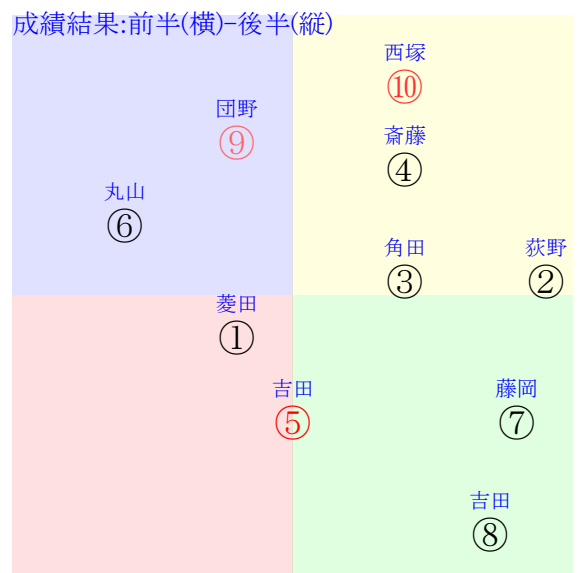 成績結果:前半(横)-後半(縦)
西塚
⑩
団野
⑨
斎藤
④
丸山
⑥
角田
③
荻野
②
菱田
①
吉田
⑤
藤岡
⑦
吉田
⑧